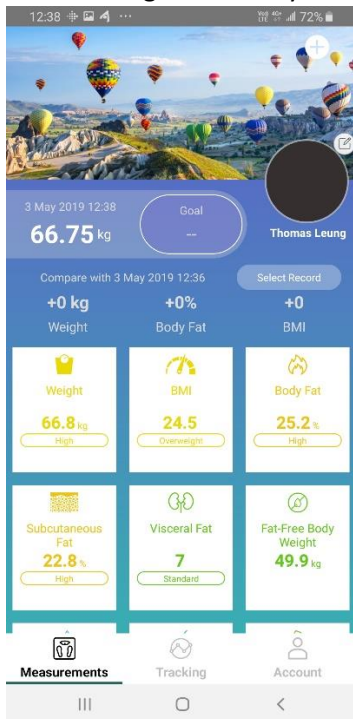 12:38
72%
3 May 2019 12:38
66.75 kg
Goal
--
Thomas Leung
Compare with 3 May 2019 12:36
Select Record
+0 kg
+0%
+0
Weight
Body Fat
BMI
Weight
66.8 kg
High
BMI
24.5
Overweight
Body Fat
25.2 %
High
Subcutaneous
Fat
22.8 %
High
Visceral Fat
7
Standard
Fat-Free Body
Weight
49.9 kg
Measurements
Tracking
Account